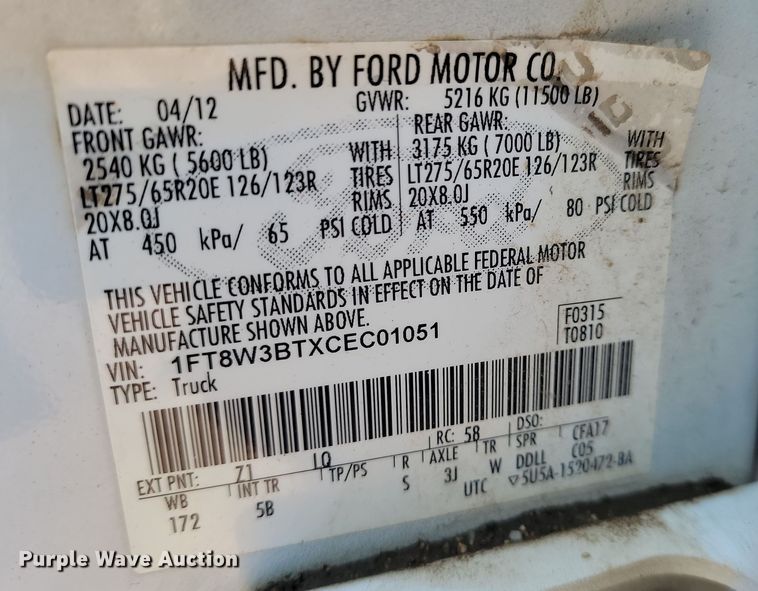 MFD. BY FORD MOTOR CO.
DATE: 04/12 GVWR: 5216 KG (11500 LB)
FRONT GAWR: REAR GAWR:
2540 KG ( 5600 LB) WITH 3175 KG ( 7000 LB) WITH
LT275/65R20E 126/123R TIRES LT275/65R20E 126/123R TIRES
20X8.0J RIMS 20X8.0J RIMS
AT 450 kPa/ 65 PSI COLD AT 550 kPa/ 80 PSI COLD
THIS VEHICLE CONFORMS TO ALL APPLICABLE FEDERAL MOTOR
VEHICLE SAFETY STANDARDS IN EFFECT ON THE DATE OF
MANUFACTURE SHOWN ABOVE.
VIN: 1FT8W3BTXCEC01051 F0315
TYPE: Truck T0810
EXT PNT: Z1 IQ RC: 58 DSO:
WB INT TR TP/PS R AXLE TR SPR CFA17
172 5B S 3J W DDLL C05
UTC 5U5A-1520472-BA
Purple Wave Auction